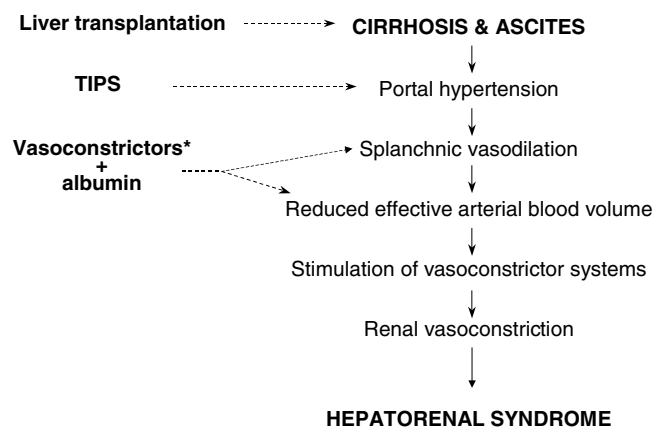 Liver transplantation
CIRRHOSIS & ASCITES
TIPS
Portal hypertension
Vasoconstrictors*
+
albumin
Splanchnic vasodilation
Reduced effective arterial blood volume
Stimulation of vasoconstrictor systems
Renal vasoconstriction
HEPATORENAL SYNDROME